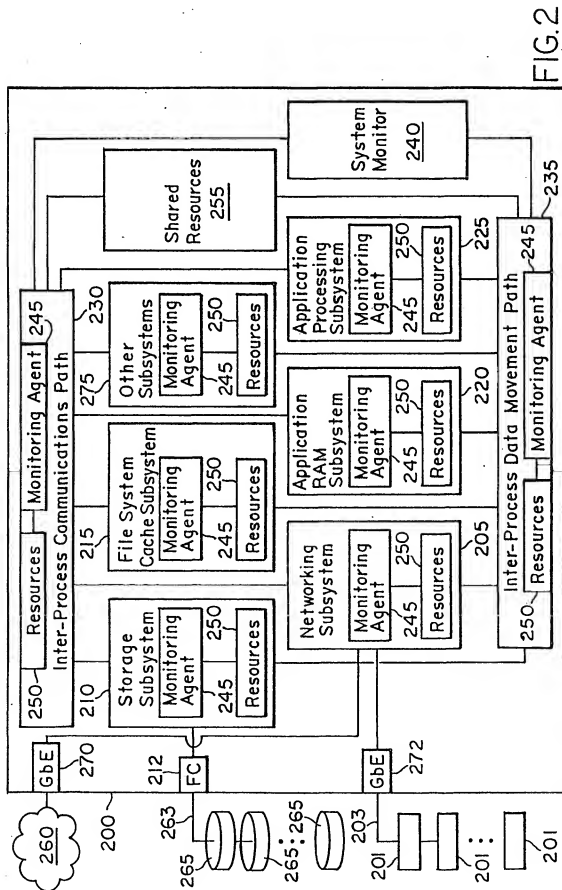 FIG. 2
260
200
GbE
270
212
FC
263
265
265
265
GbE
272
203
201
201
201
250
Resources
Monitoring Agent
245
Inter-Process Communications Path
230
210
Storage
Subsystem
Monitoring
Agent
250
245
Resources
215
File System
Cache Subsystem
Monitoring
Agent
250
245
Resources
275
Other
Subsystems
Monitoring
Agent
250
245
Resources
Shared
Resources
255
System
Monitor
240
Networking
Subsystem
Monitoring
Agent
250
245
Resources
205
Application
RAM Subsystem
Monitoring
Agent
250
245
Resources
220
Application
Processing Subsystem
Monitoring
Agent
250
245
Resources
225
Inter-Process Data Movement Path
235
250
Resources
Monitoring Agent
245